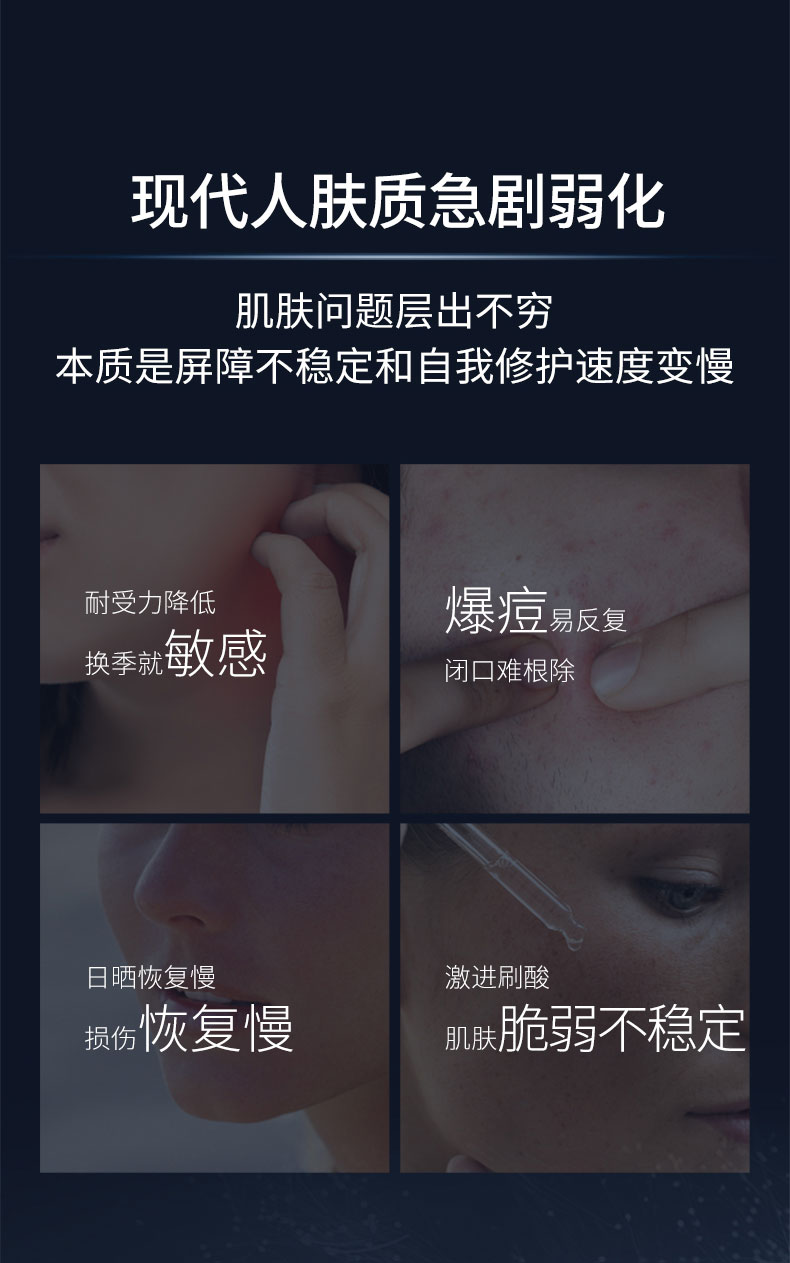 现代人肤质急剧弱化
肌肤问题层出不穷
本质是屏障不稳定和自我修护速度变慢
耐受力降低
换季就敏感
爆痘易反复
闭口难根除
日晒恢复慢
损伤恢复慢
激进刷酸
肌肤脆弱不稳定